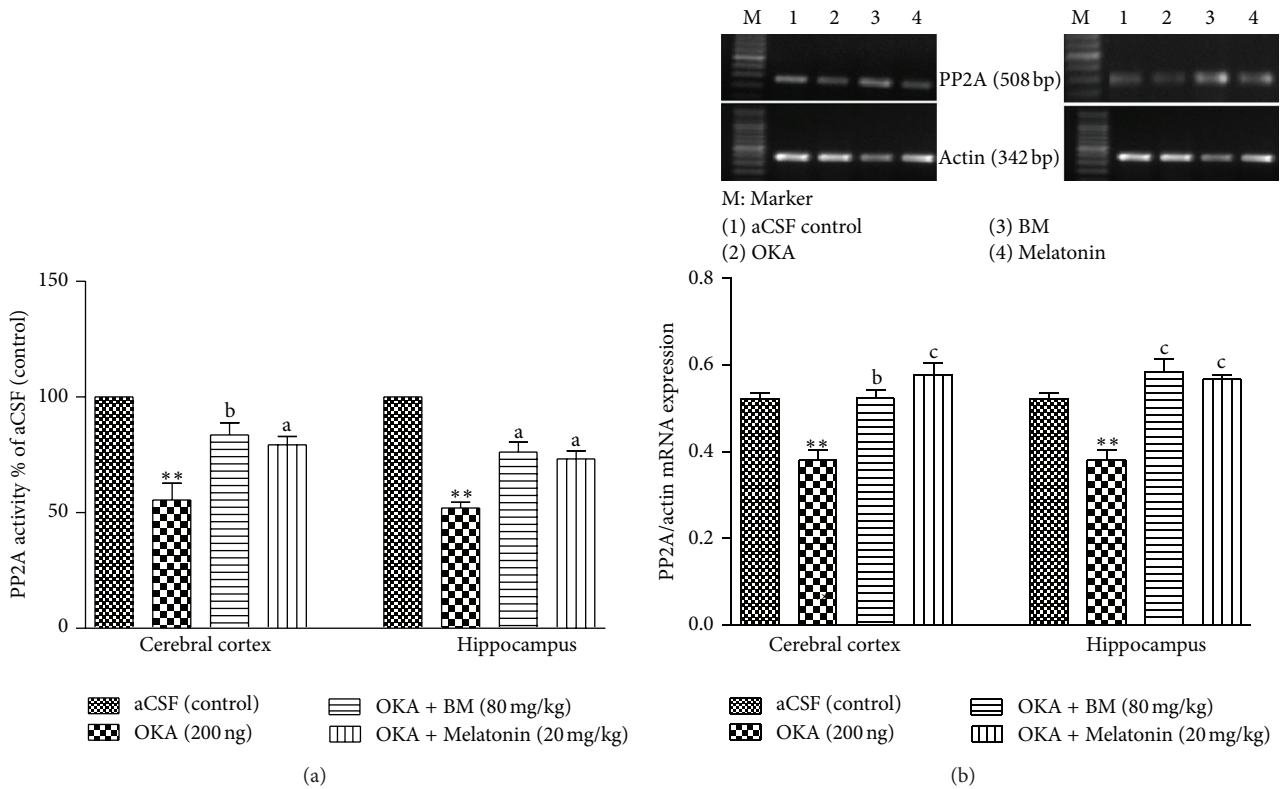 M 1 2 3 4
M 1 2 3 4
PP2A (508 bp)
Actin (342 bp)
M: Marker
(1) aCSF control
(3) BM
(2) OKA
(4) Melatonin
PP2A activity % of aCSF (control)
150
100
50
0
**
b
a
**
a
a
Cerebral cortex
Hippocampus
aCSF (control)
OKA (200 ng)
OKA + BM (80 mg/kg)
OKA + Melatonin (20 mg/kg)
(a)
PP2A/actin mRNA expression
0.8
0.6
0.4
0.2
0.0
**
b
c
**
c
c
Cerebral cortex
Hippocampus
aCSF (control)
OKA (200 ng)
OKA + BM (80 mg/kg)
OKA + Melatonin (20 mg/kg)
(b)